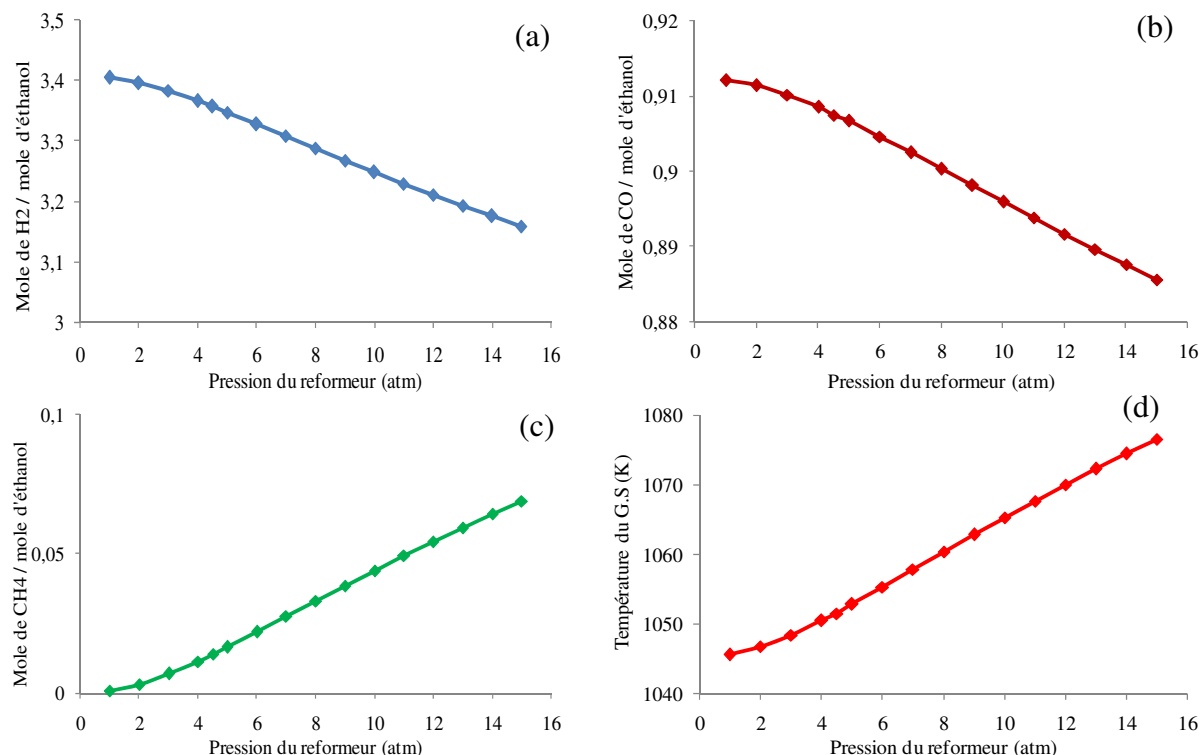 (a)
Mole de H2 / mole d'éthanol
3,5
3,4
3,3
3,2
3,1
3
0 2 4 6 8 10 12 14 16
Pression du reformeur (atm)
(b)
Mole de CO / mole d'éthanol
0,92
0,91
0,9
0,89
0,88
0 2 4 6 8 10 12 14 16
Pression du reformeur (atm)
(c)
Mole de CH4 / mole d'éthanol
0,1
0,05
0
0 2 4 6 8 10 12 14 16
Pression du reformeur (atm)
(d)
Température du G.S (K)
1080
1070
1060
1050
1040
0 2 4 6 8 10 12 14 16
Pression du reformeur (atm)